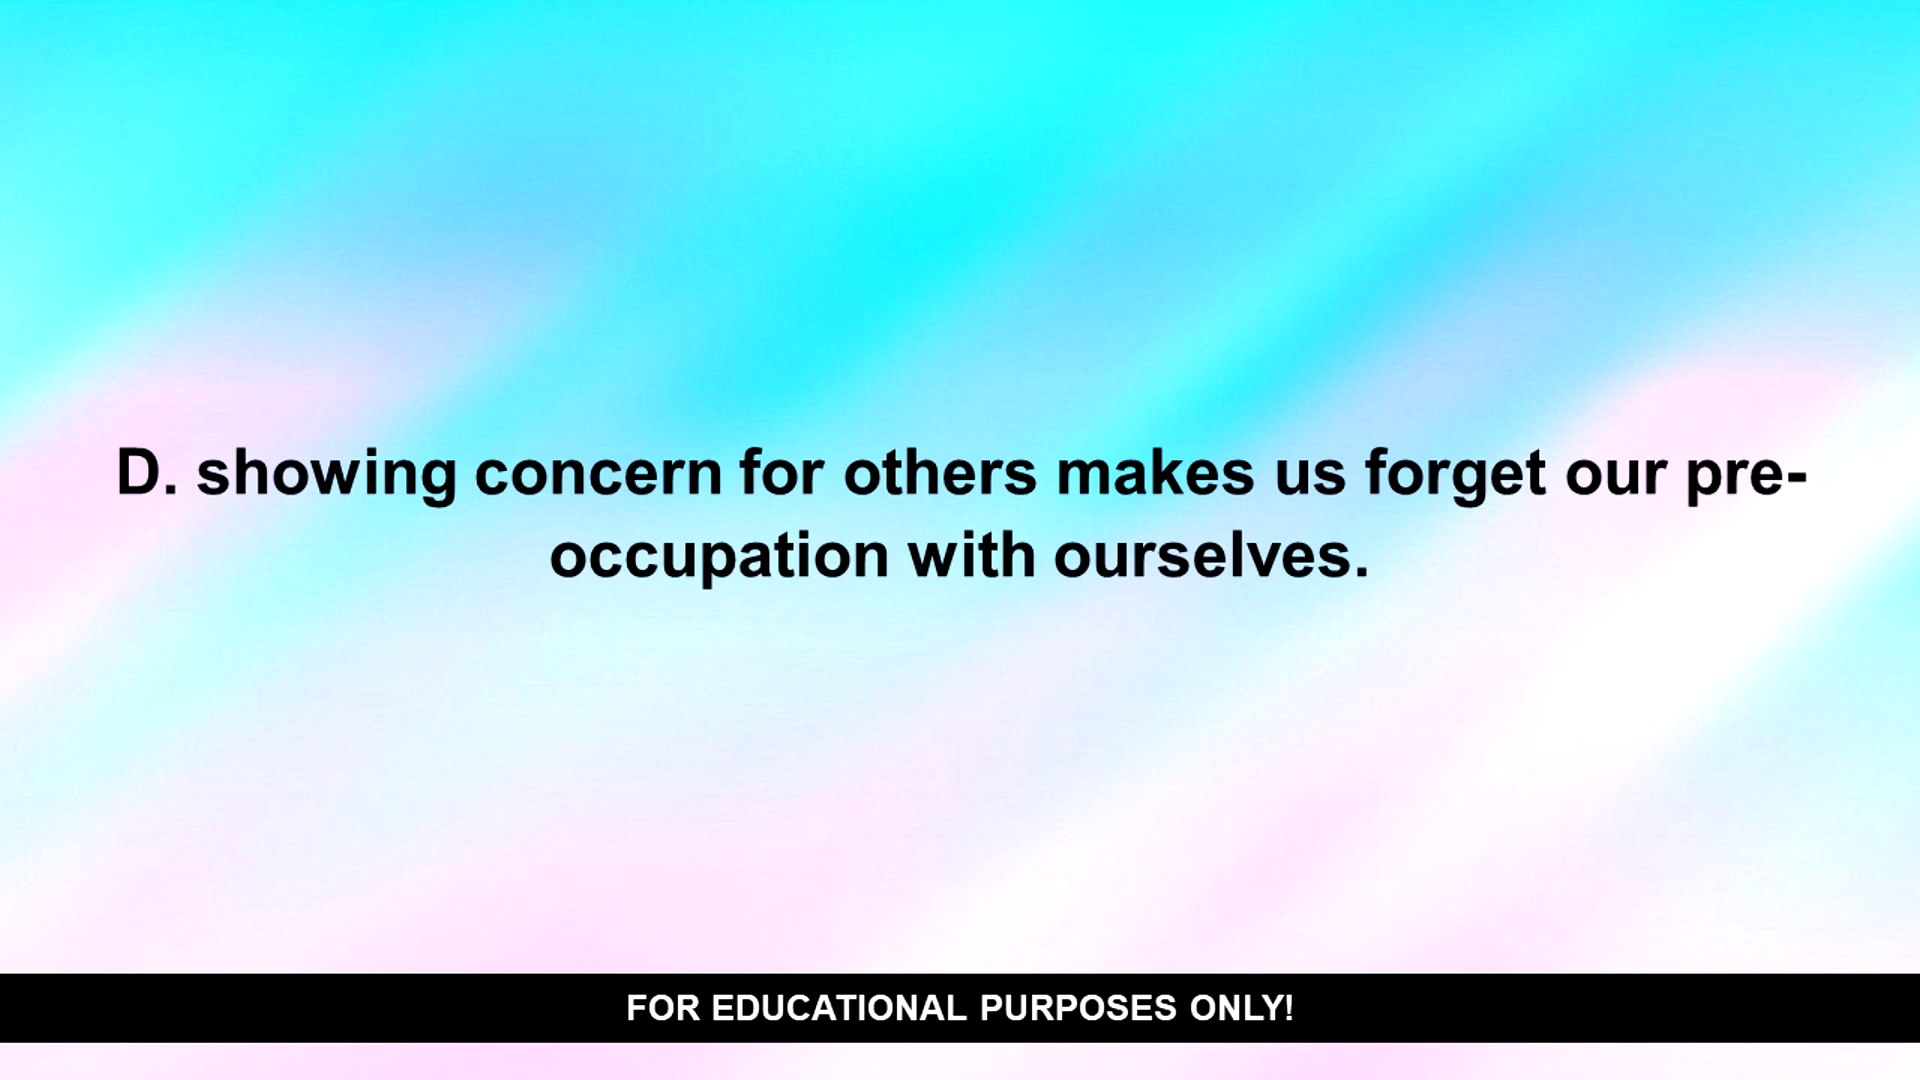 D. showing concern for others makes us forget our pre-
occupation with ourselves.
FOR EDUCATIONAL PURPOSES ONLY!